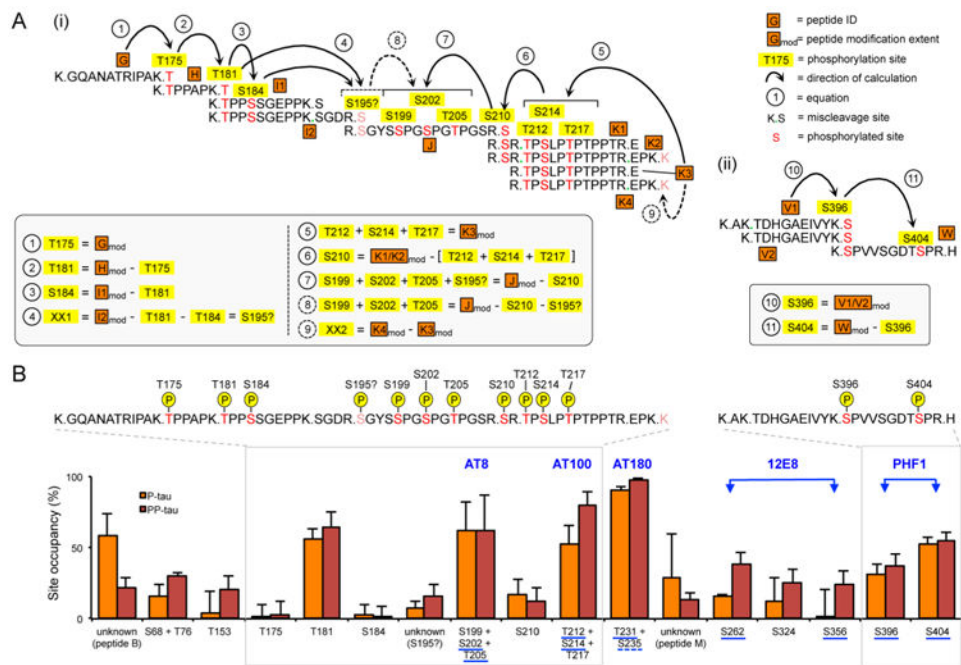 A
(i)
1 2 3 4 8 7 6 5
G T175 H T181 S184 I1 S195? S199 S202 T205 S210 T212 S214 T217 K1 K2
K.GQANATRIPAK.T
K.TPPAPK.T
K.TPPSSGEPPK.S
K.TPPSSGEPPK.SGDR.S
I2
R.SGYSSPGSPGTPGSR.S
J
R.SR.TPSLPTPPTPPTR.E
R.SR.TPSLPTPPTPPTR.EPK.K
R.TPSLPTPPTPPTR.E
K3
R.TPSLPTPPTPPTR.EPK.K
K4
9
G = peptide ID
Gmod = peptide modification extent
T175 = phosphorylation site
= direction of calculation
1 = equation
K.S = miscleavage site
S = phosphorylated site
(ii)
10 11
V1 S396
K.AK.TDHGAEIVYK.S
K.TDHGAEIVYK.S
V2
S404 W
K.SPVVSGDTSPR.H
1 T175 = Gmod
2 T181 = Hmod - T175
3 S184 = I1mod - T181
4 XX1 = I2mod - T181 - T184 = S195?
5 T212 + S214 + T217 = K3mod
6 S210 = K1/K2mod - [ T212 + S214 + T217 ]
7 S199 + S202 + T205 + S195? = Jmod - S210
8 S199 + S202 + T205 = Jmod - S210 - S195?
9 XX2 = K4mod - K3mod
10 S396 = V1/V2mod
11 S404 = Wmod - S396
B
T175 T181 S184 S195? S199 S202 T205 S210 T212 S214 T217 S396 S404
P P P P P P P P P P P P P
K.GQANATRIPAK.TPPAPK.TPPSSGEPPK.SGDR.SGYSSPGSPGTPGSR.SR.TPSLPTPPTPPTR.EPK.K
K.AK.TDHGAEIVYK.SPVVSGDTSPR.H
AT8 AT100 AT180 12E8 PHF1
Site occupancy (%)
100
50
0
P-tau
PP-tau
unknown (peptide B)
S68 + T76
T153
T175
T181
S184
unknown (S195?)
S199 + S202 + T205
S210
T212 + S214 + T217
T231 + S235
unknown (peptide M)
S262
S324
S356
S396
S404